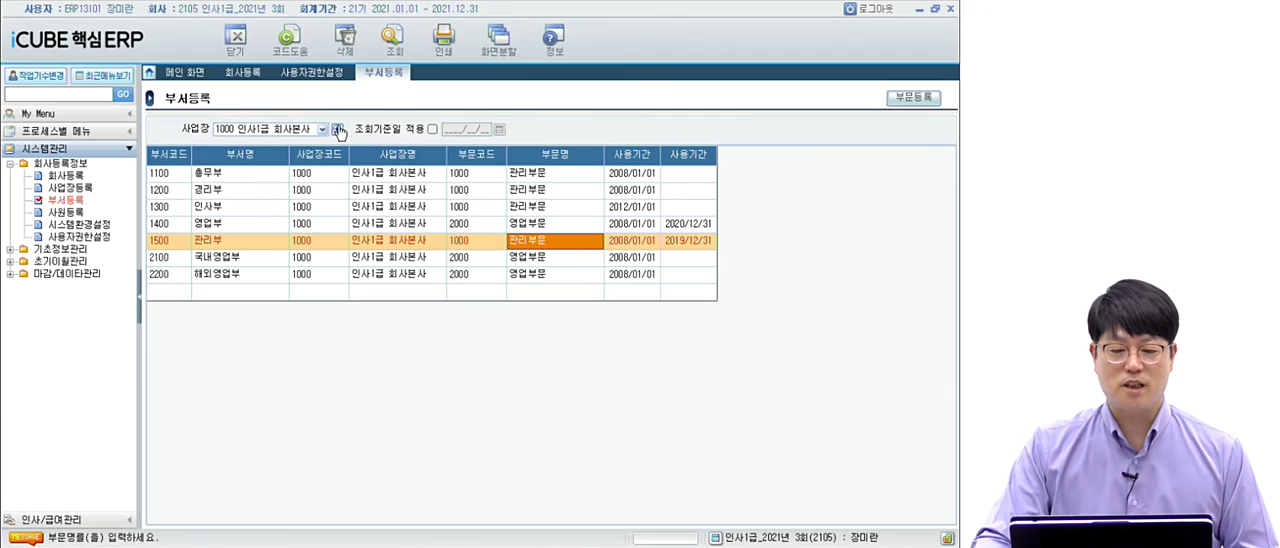 사용자 : ERP13101 장미란 회사 : 2105 인사1급_2021년 3회 회계기간 : 21기 2021.01.01 ~ 2021.12.31 로그아웃
iCUBE 핵심ERP 닫기 코드도움 삭제 조회 인쇄 화면분할 정보
작업기수변경 최근메뉴보기 메인 화면 회사등록 사용자권한설정 부서등록
GO 부서등록 부문등록
My Menu
프로세스별 메뉴 사업장 1000 인사1급 회사본사 조회기준일 적용 ____/__/__
시스템관리
회사등록정보
회사등록
사업장등록
부서등록
사원등록
시스템환경설정
사용자권한설정
기초정보관리
초기이월관리
마감/데이타관리
부서코드 부서명 사업장코드 사업장명 부문코드 부문명 사용기간 사용기간
1100 총무부 1000 인사1급 회사본사 1000 관리부문 2008/01/01
1200 경리부 1000 인사1급 회사본사 1000 관리부문 2008/01/01
1300 인사부 1000 인사1급 회사본사 1000 관리부문 2012/01/01
1400 영업부 1000 인사1급 회사본사 2000 영업부문 2008/01/01 2020/12/31
1500 관리부 1000 인사1급 회사본사 1000 관리부문 2008/01/01 2019/12/31
2100 국내영업부 1000 인사1급 회사본사 2000 영업부문 2008/01/01
2200 해외영업부 1000 인사1급 회사본사 2000 영업부문 2008/01/01
인사/급여관리
MESSAGE 부문명를(을) 입력하세요. 인사1급_2021년 3회(2105) : 장미란